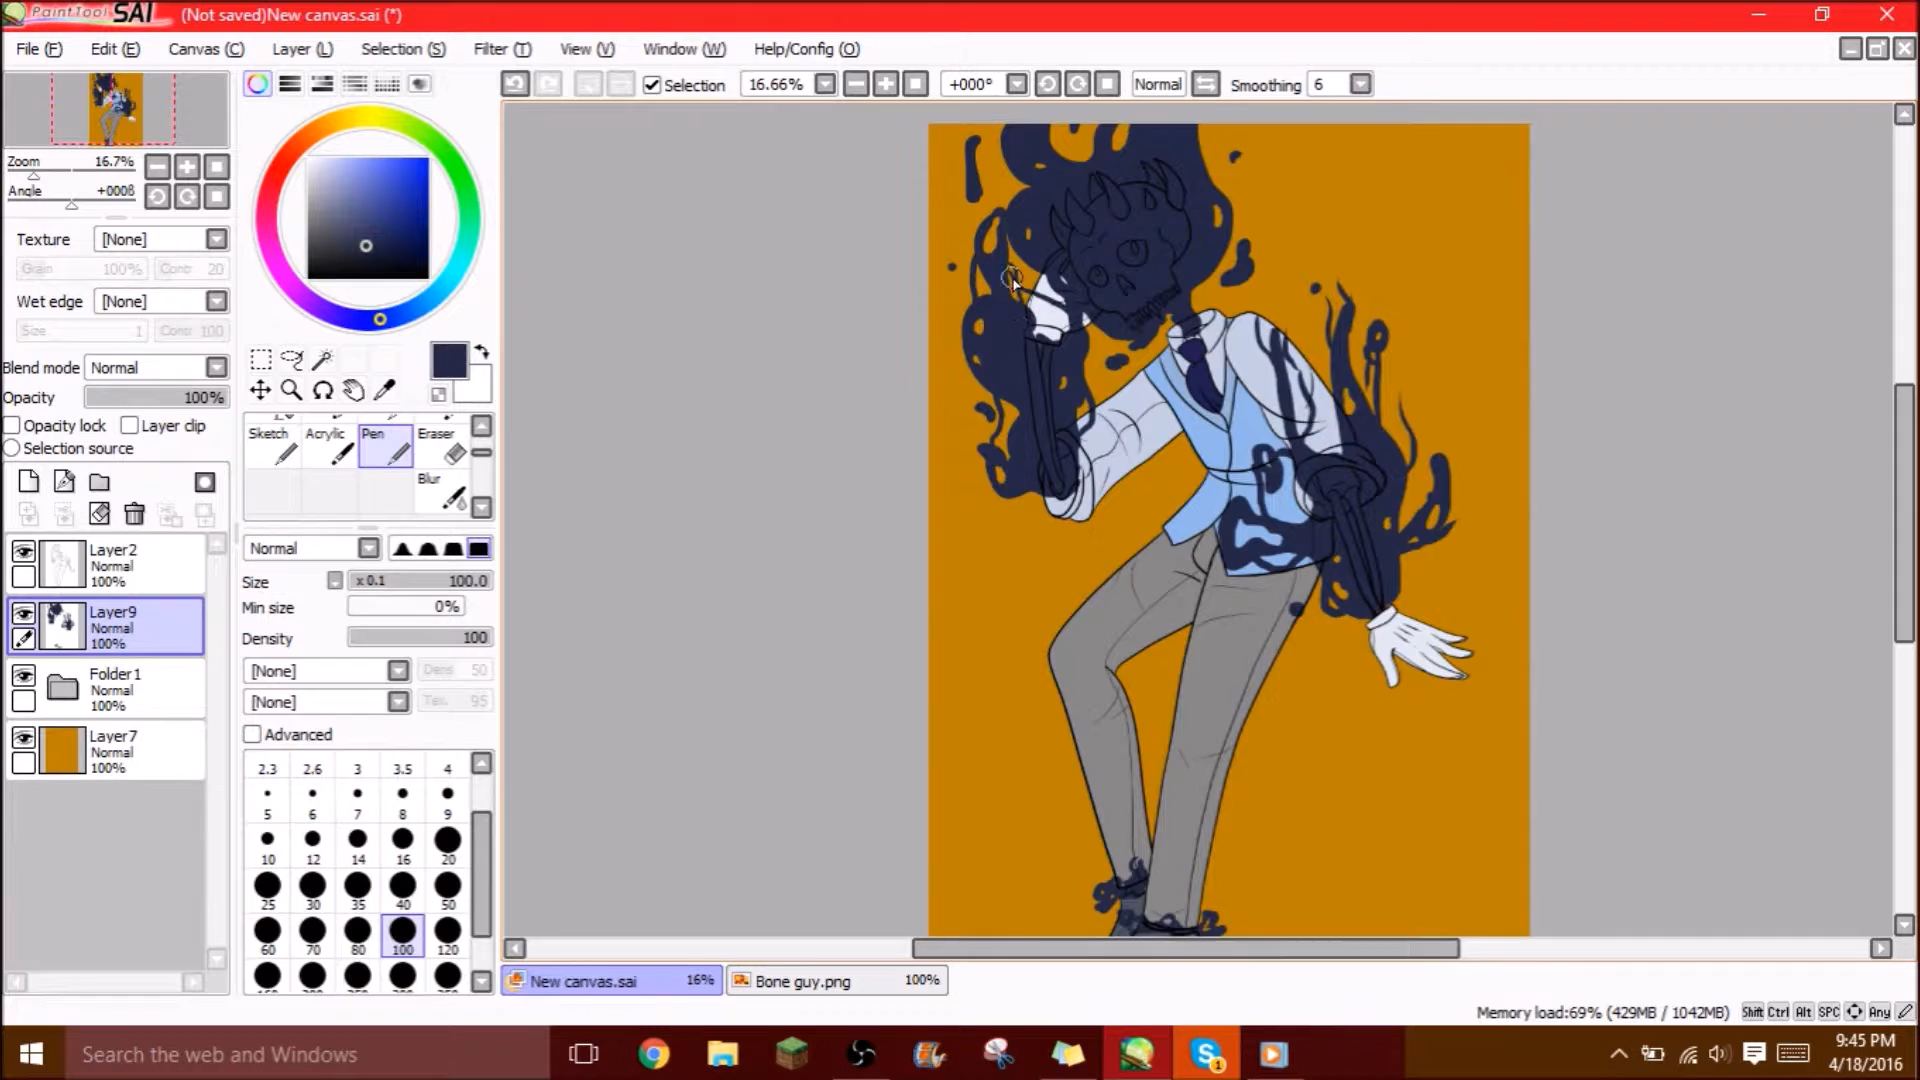 PaintTool SAI (Not saved)New canvas.sai (*)
File (F) Edit (E) Canvas (C) Layer (L) Selection (S) Filter (T) View (V) Window (W) Help/Config (O)
Selection 16.66% +000° Normal Smoothing 6
Zoom 16.7%
Angle +000ß
Texture [None]
Grain 100% Contr 20
Wet edge [None]
Size 1 Contr 100
Blend mode Normal
Opacity 100%
Opacity lock Layer clip
Selection source
Layer2
Normal
100%
Layer9
Normal
100%
Folder1
Normal
100%
Layer7
Normal
100%
Sketch Acrylic Pen Eraser
Blur
Normal
Size x 0.1 100.0
Min size 0%
Density 100
[None] Dens 50
[None] Tex. 95
Advanced
2.3 2.6 3 3.5 4
5 6 7 8 9
10 12 14 16 20
25 30 35 40 50
60 70 80 100 120
New canvas.sai 16% Bone guy.png 100%
Memory load:69% (429MB / 1042MB) Shift Ctrl Alt SPC Any
Search the web and Windows
9:45 PM
4/18/2016